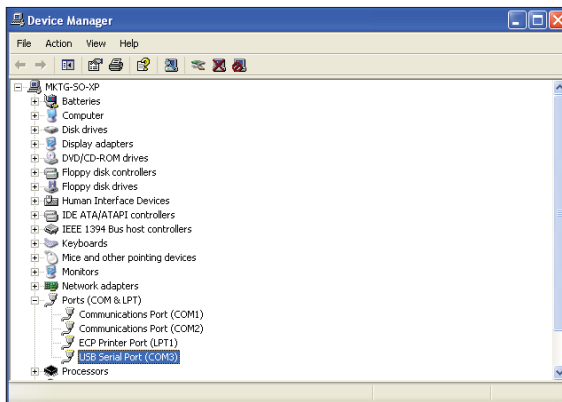 Device Manager
File Action View Help
MKTG-SO-XP
Batteries
Computer
Disk drives
Display adapters
DVD/CD-ROM drives
Floppy disk controllers
Floppy disk drives
Human Interface Devices
IDE ATA/ATAPI controllers
IEEE 1394 Bus host controllers
Keyboards
Mice and other pointing devices
Monitors
Network adapters
Ports (COM & LPT)
Communications Port (COM1)
Communications Port (COM2)
ECP Printer Port (LPT1)
USB Serial Port (COM3)
Processors